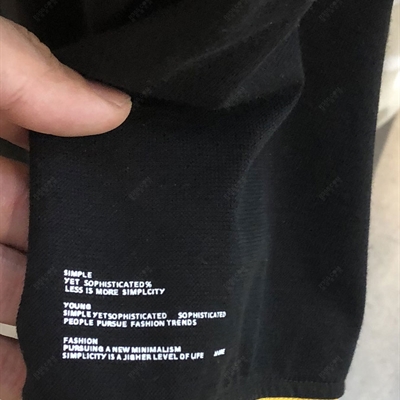 SIMPLE
YET SOPHISTICATED%
LESS IS MORE SIMPLCITY
YOUNG
SIMPLE YETSOPHISTICATED SOPHISTICATED
PEOPLE PURSUE FASHION TRENDS
FASHION
PURSUING A NEW MINIMALISM
SIMPLICITY IS A JIGHER LEVEL OF LIFE